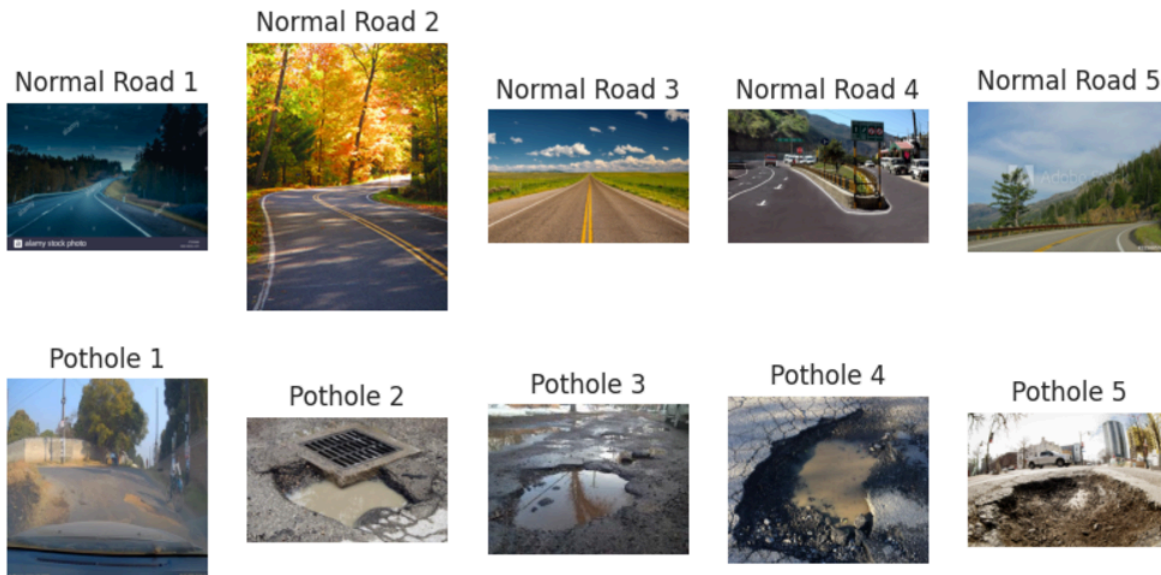 Normal Road 1
Normal Road 2
Normal Road 3
Normal Road 4
Normal Road 5
alamy stock photo
Pothole 1
Pothole 2
Pothole 3
Pothole 4
Pothole 5